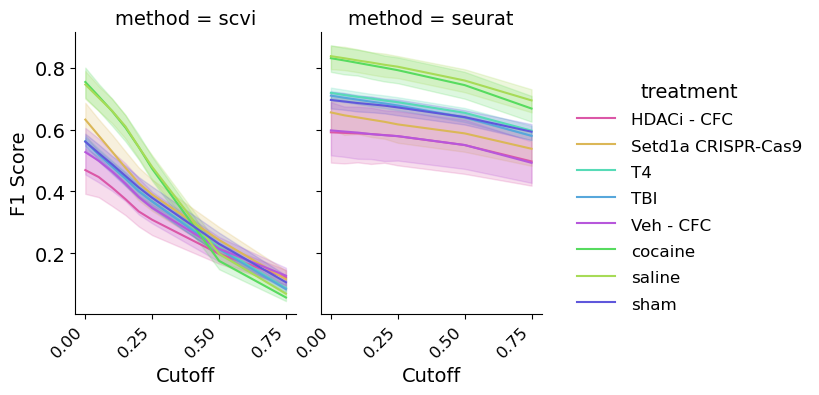 method = scvi
method = seurat
F1 Score
0.8
0.6
0.4
0.2
0.00
0.25
0.50
0.75
Cutoff
0.00
0.25
0.50
0.75
Cutoff
treatment
HDACi - CFC
Setd1a CRISPR-Cas9
T4
TBI
Veh - CFC
cocaine
saline
sham